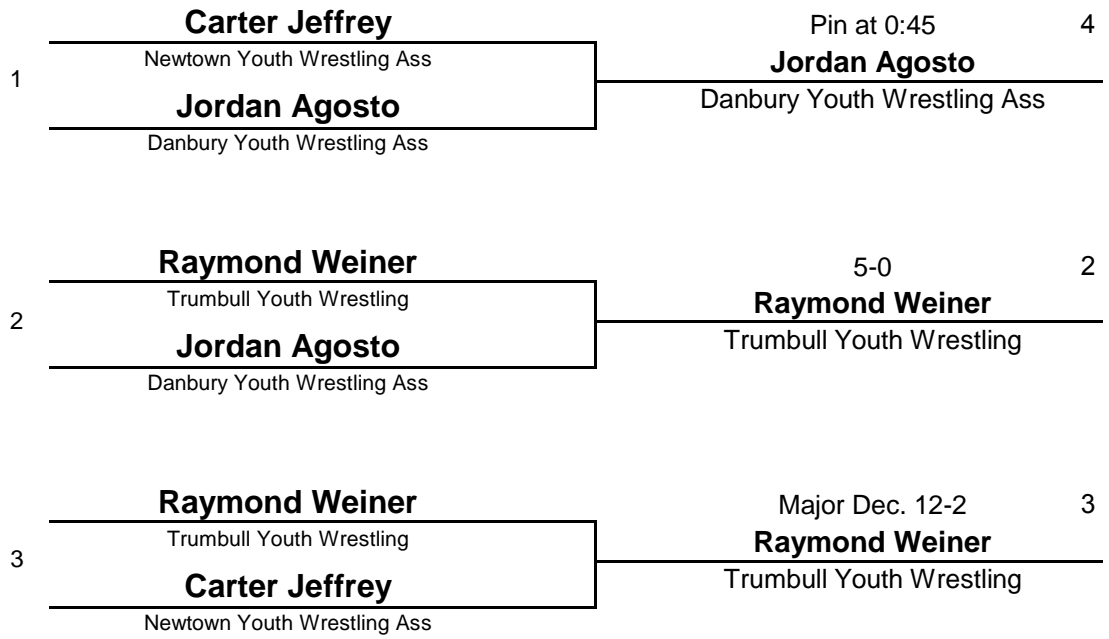 Carter Jeffrey
Newtown Youth Wrestling Ass
1
Jordan Agosto
Danbury Youth Wrestling Ass
Pin at 0:45 4
Jordan Agosto
Danbury Youth Wrestling Ass
Raymond Weiner
Trumbull Youth Wrestling
2
Jordan Agosto
Danbury Youth Wrestling Ass
5-0 2
Raymond Weiner
Trumbull Youth Wrestling
Raymond Weiner
Trumbull Youth Wrestling
3
Carter Jeffrey
Newtown Youth Wrestling Ass
Major Dec. 12-2 3
Raymond Weiner
Trumbull Youth Wrestling